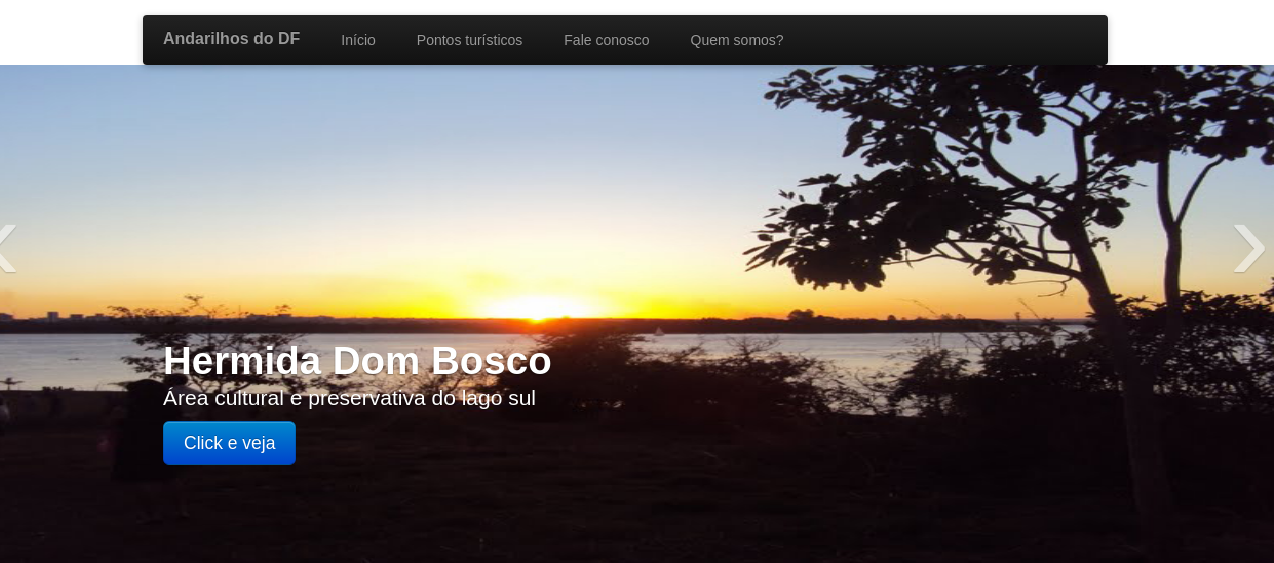 Andarilhos do DF Início Pontos turísticos Fale conosco Quem somos?
Hermida Dom Bosco
Área cultural e preservativa do lago sul
Click e veja